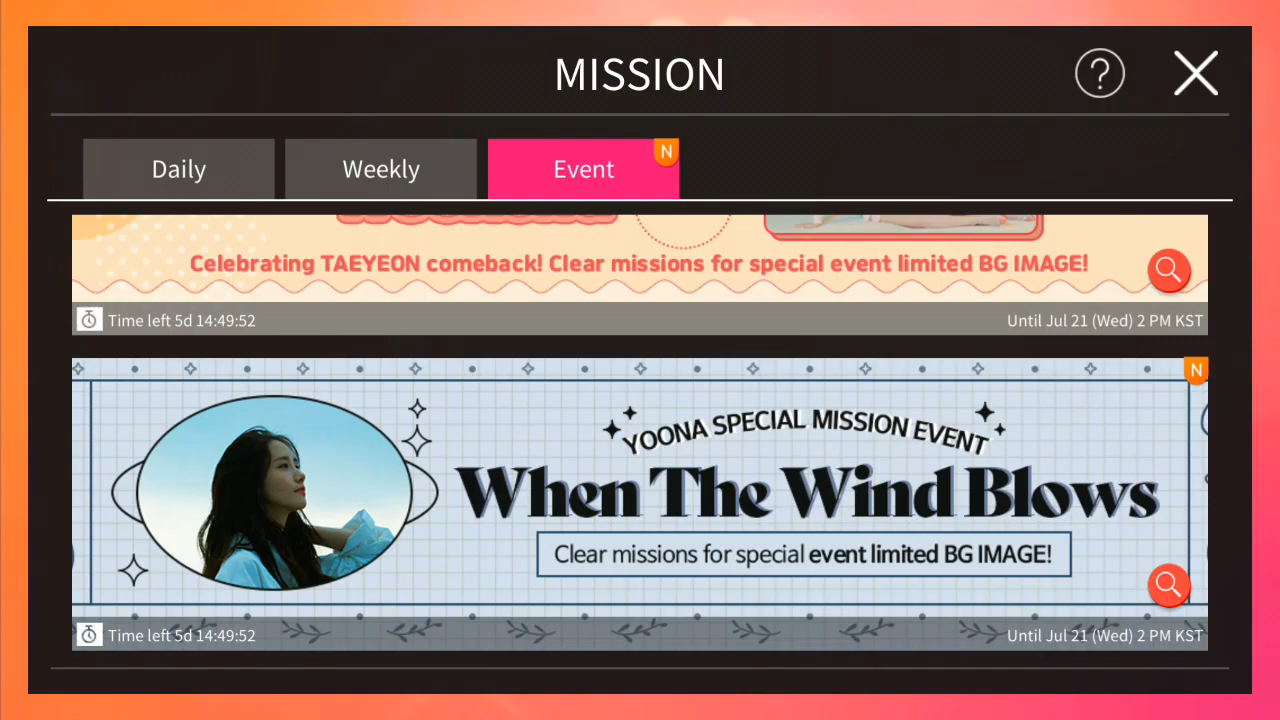 MISSION
?
Daily
Weekly
Event
N
Celebrating TAEYEON comeback! Clear missions for special event limited BG IMAGE!
Time left 5d 14:49:52
Until Jul 21 (Wed) 2 PM KST
N
YOONA SPECIAL MISSION EVENT
When The Wind Blows
Clear missions for special event limited BG IMAGE!
Time left 5d 14:49:52
Until Jul 21 (Wed) 2 PM KST